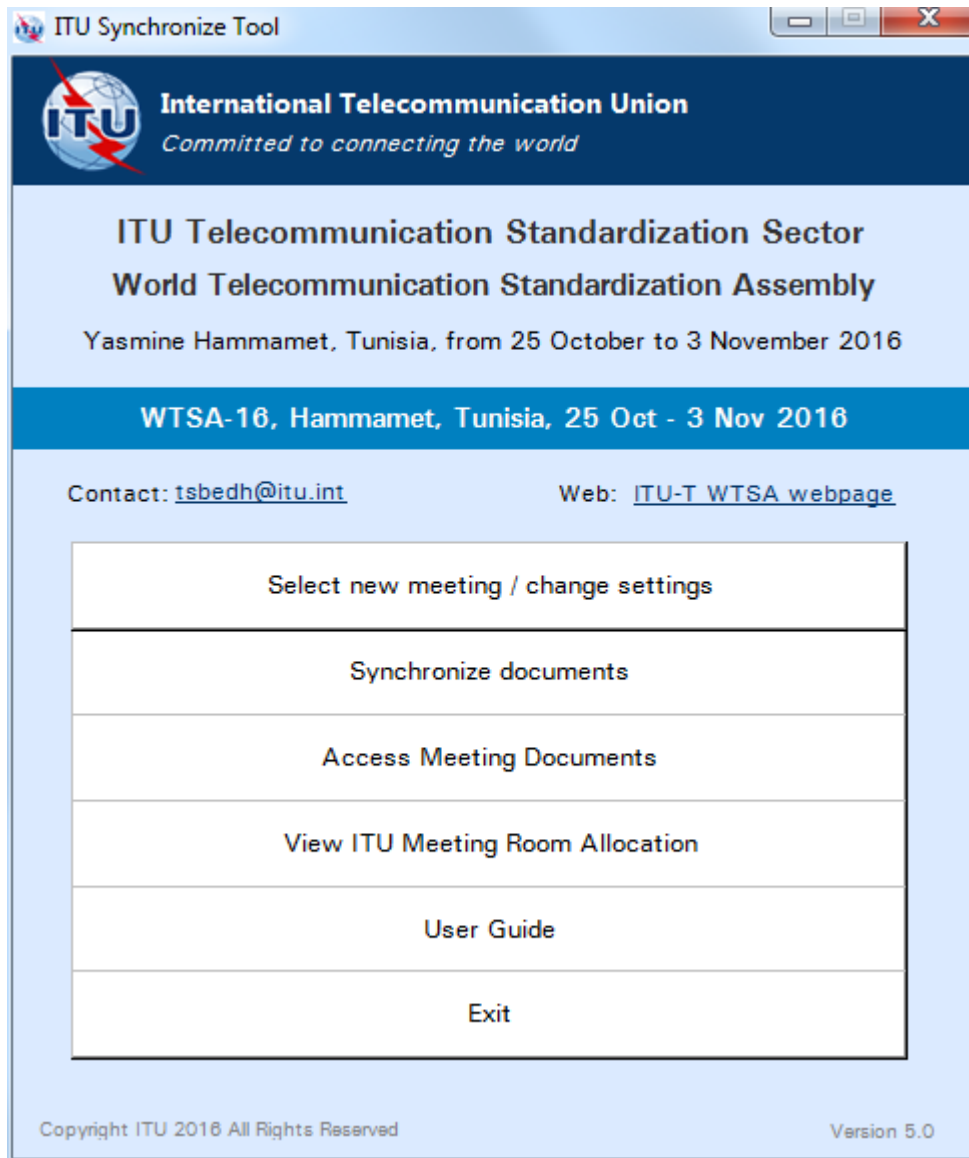 ITU Synchronize Tool
ITU
International Telecommunication Union
Committed to connecting the world
ITU Telecommunication Standardization Sector
World Telecommunication Standardization Assembly
Yasmine Hammamet, Tunisia, from 25 October to 3 November 2016
WTSA-16, Hammamet, Tunisia, 25 Oct - 3 Nov 2016
Contact: tsbedh@itu.int Web: ITU-T WTSA webpage
Select new meeting / change settings
Synchronize documents
Access Meeting Documents
View ITU Meeting Room Allocation
User Guide
Exit
Copyright ITU 2016 All Rights Reserved Version 5.0